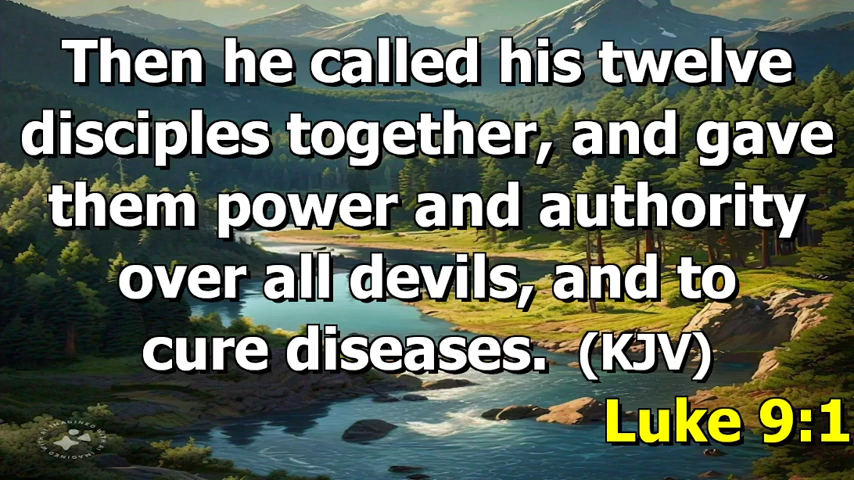 Then he called his twelve
disciples together, and gave
them power and authority
over all devils, and to
cure diseases. (KJV)
Luke 9:1